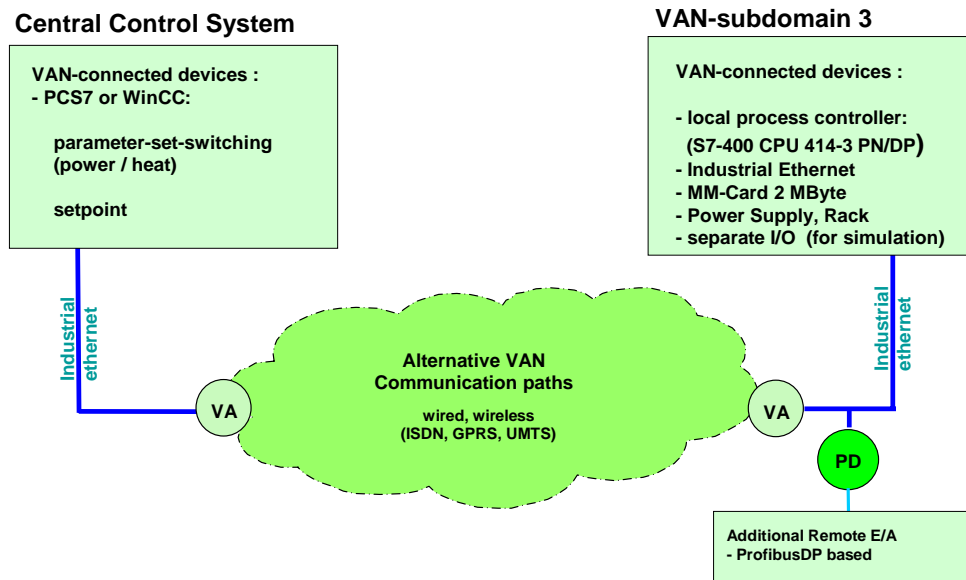 Central Control System
VAN-connected devices :
- PCS7 or WinCC:
parameter-set-switching
(power / heat)
setpoint
VAN-subdomain 3
VAN-connected devices :
- local process controller:
(S7-400 CPU 414-3 PN/DP)
- Industrial Ethernet
- MM-Card 2 MByte
- Power Supply, Rack
- separate I/O (for simulation)
Industrial
ethernet
Industrial
ethernet
Alternative VAN
Communication paths
wired, wireless
(ISDN, GPRS, UMTS)
VA
VA
PD
Additional Remote E/A
- ProfibusDP based